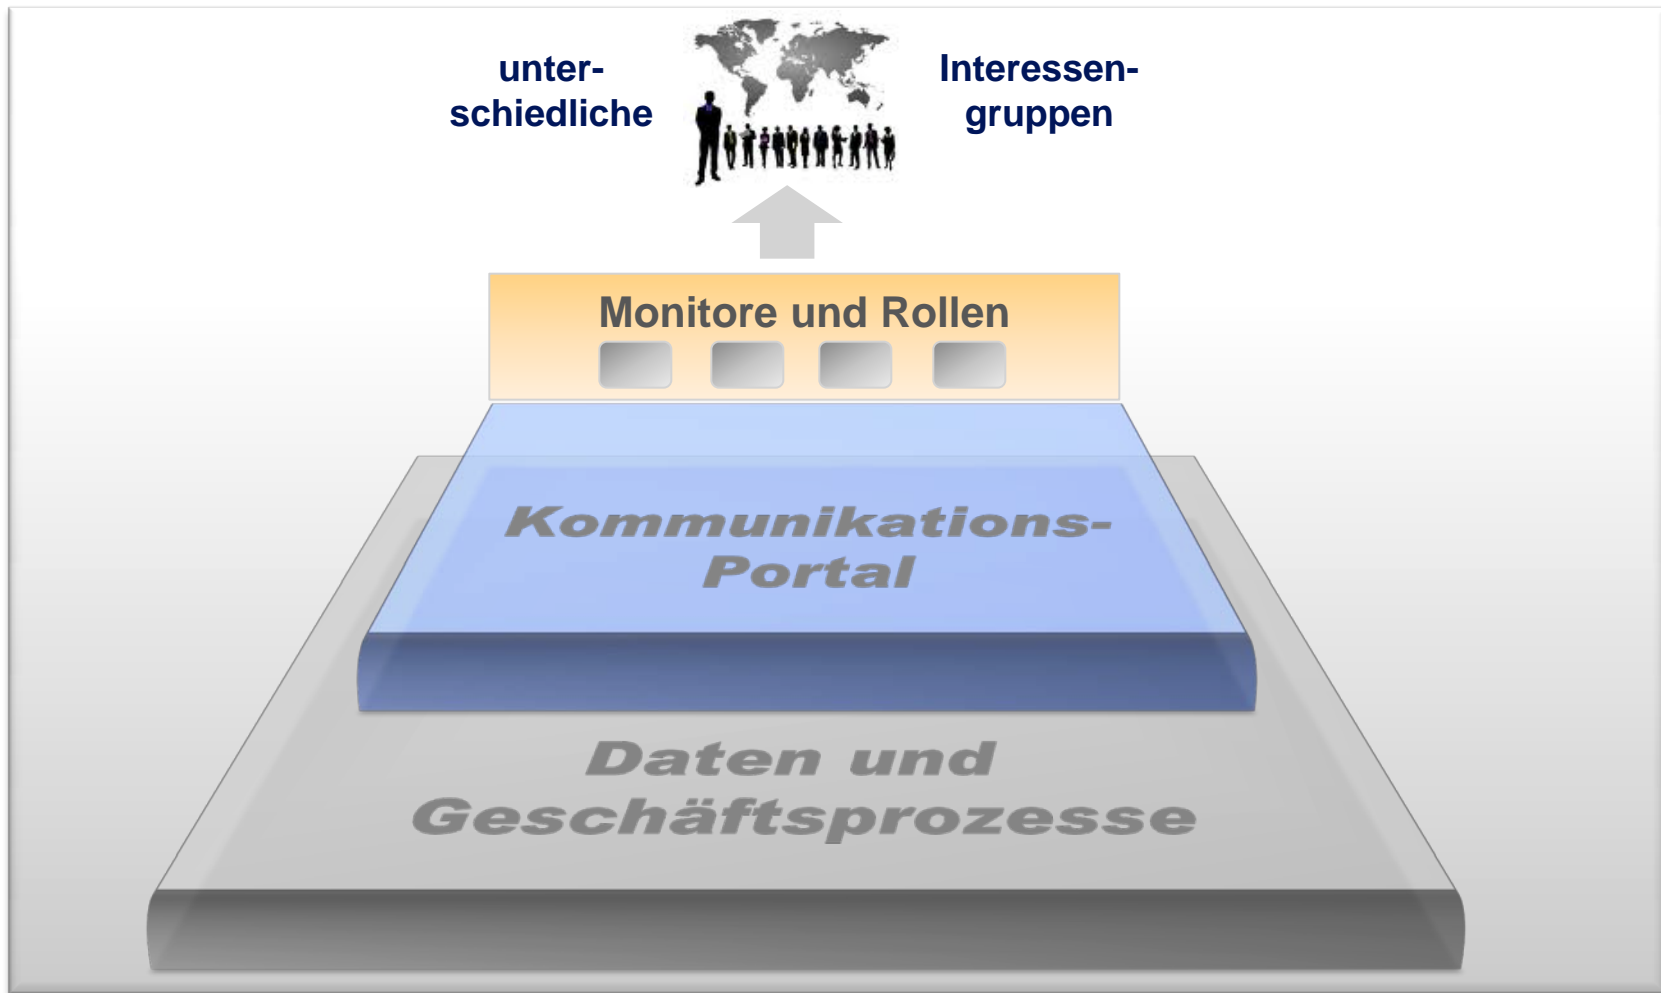 unter-
schiedliche
Interessen-
gruppen
Monitore und Rollen
Kommunikations-
Portal
Daten und
Geschäftsprozesse